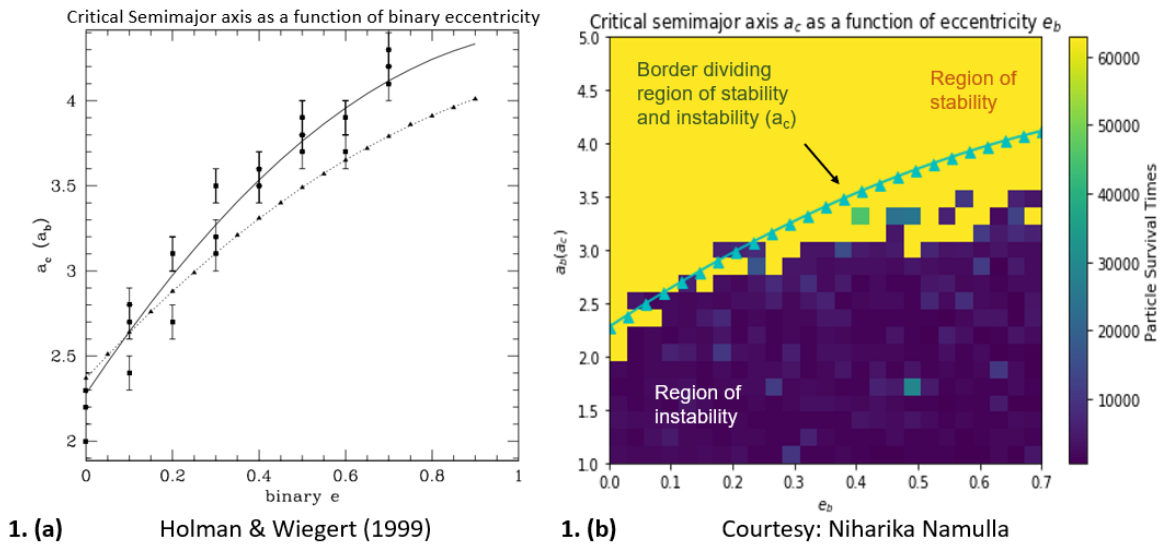 Critical Semimajor axis as a function of binary eccentricity
4
3.5
3
2.5
2
a_c (a_b)
0
0.2
0.4
0.6
0.8
1
binary e
1. (a)
Holman & Wiegert (1999)
Critical semimajor axis a_c as a function of eccentricity e_b
5.0
4.5
4.0
3.5
3.0
2.5
2.0
1.5
1.0
a_b(a_c)
Border dividing
region of stability
and instability (a_c)
Region of
stability
Region of
instability
0.0
0.1
0.2
0.3
0.4
0.5
0.6
0.7
e_b
60000
50000
40000
30000
20000
10000
Particle Survival Times
1. (b)
Courtesy: Niharika Namulla